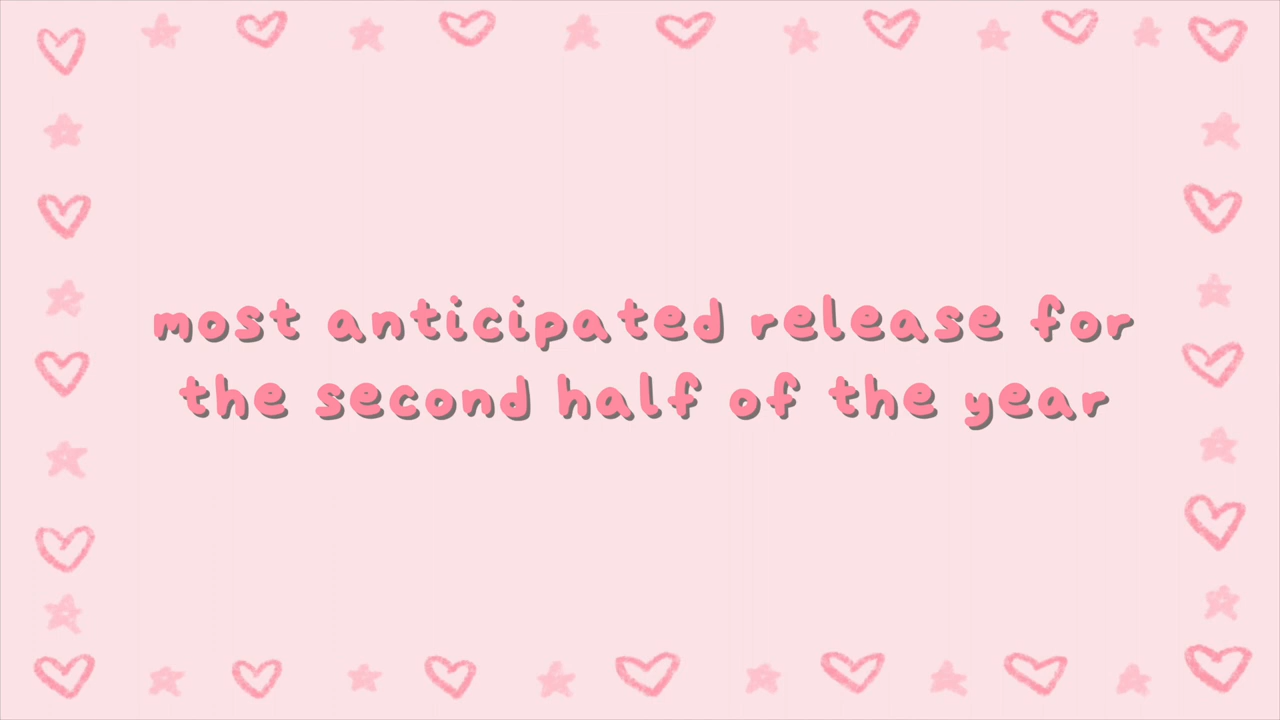 most anticipated release for
the second half of the year